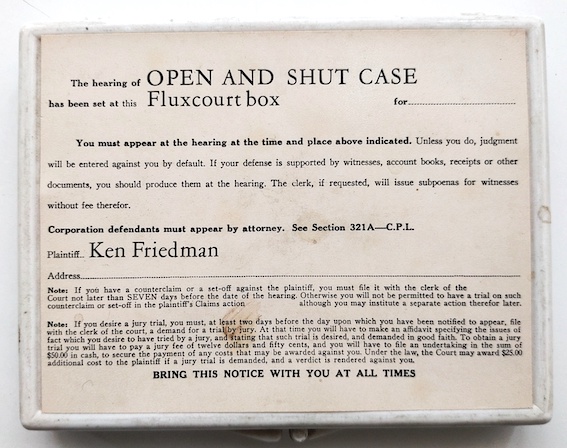 The hearing of OPEN AND SHUT CASE
has been set at this Fluxcourt box for
You must appear at the hearing at the time and place above indicated. Unless you do, judgment
will be entered against you by default. If your defense is supported by witnesses, account books, receipts or other
documents, you should produce them at the hearing. The clerk, if requested, will issue subpoenas for witnesses
without fee therefor.
Corporation defendants must appear by attorney. See Section 321A—C.P.L.
Plaintiff.. Ken Friedman
Address
Note: If you have a counterclaim or a set-off against the plaintiff, you must file it with the clerk of the
Court not later than SEVEN days before the date of the hearing. Otherwise you will not be permitted to have a trial on such
counterclaim or set-off in the plaintiff's Claims action although you may institute a separate action therefor later.
Note: If you desire a jury trial, you must, at least two days before the day upon which you have been notified to appear, file
with the clerk of the court, a demand for a trial by jury. At that time you will have to make an affidavit specifying the issues of
fact which you desire to have tried by a jury, and stating that such trial is desired, and demanded in good faith. To obtain a jury
trial you will have to pay a jury fee of twelve dollars and fifty cents, and you will have to file an undertaking in the sum of
$50.00 in cash, to secure the payment of any costs that may be awarded against you. Under the law, the Court may award $25.00
additional cost to the plaintiff if a jury trial is demanded, and a verdict is rendered against you.
BRING THIS NOTICE WITH YOU AT ALL TIMES